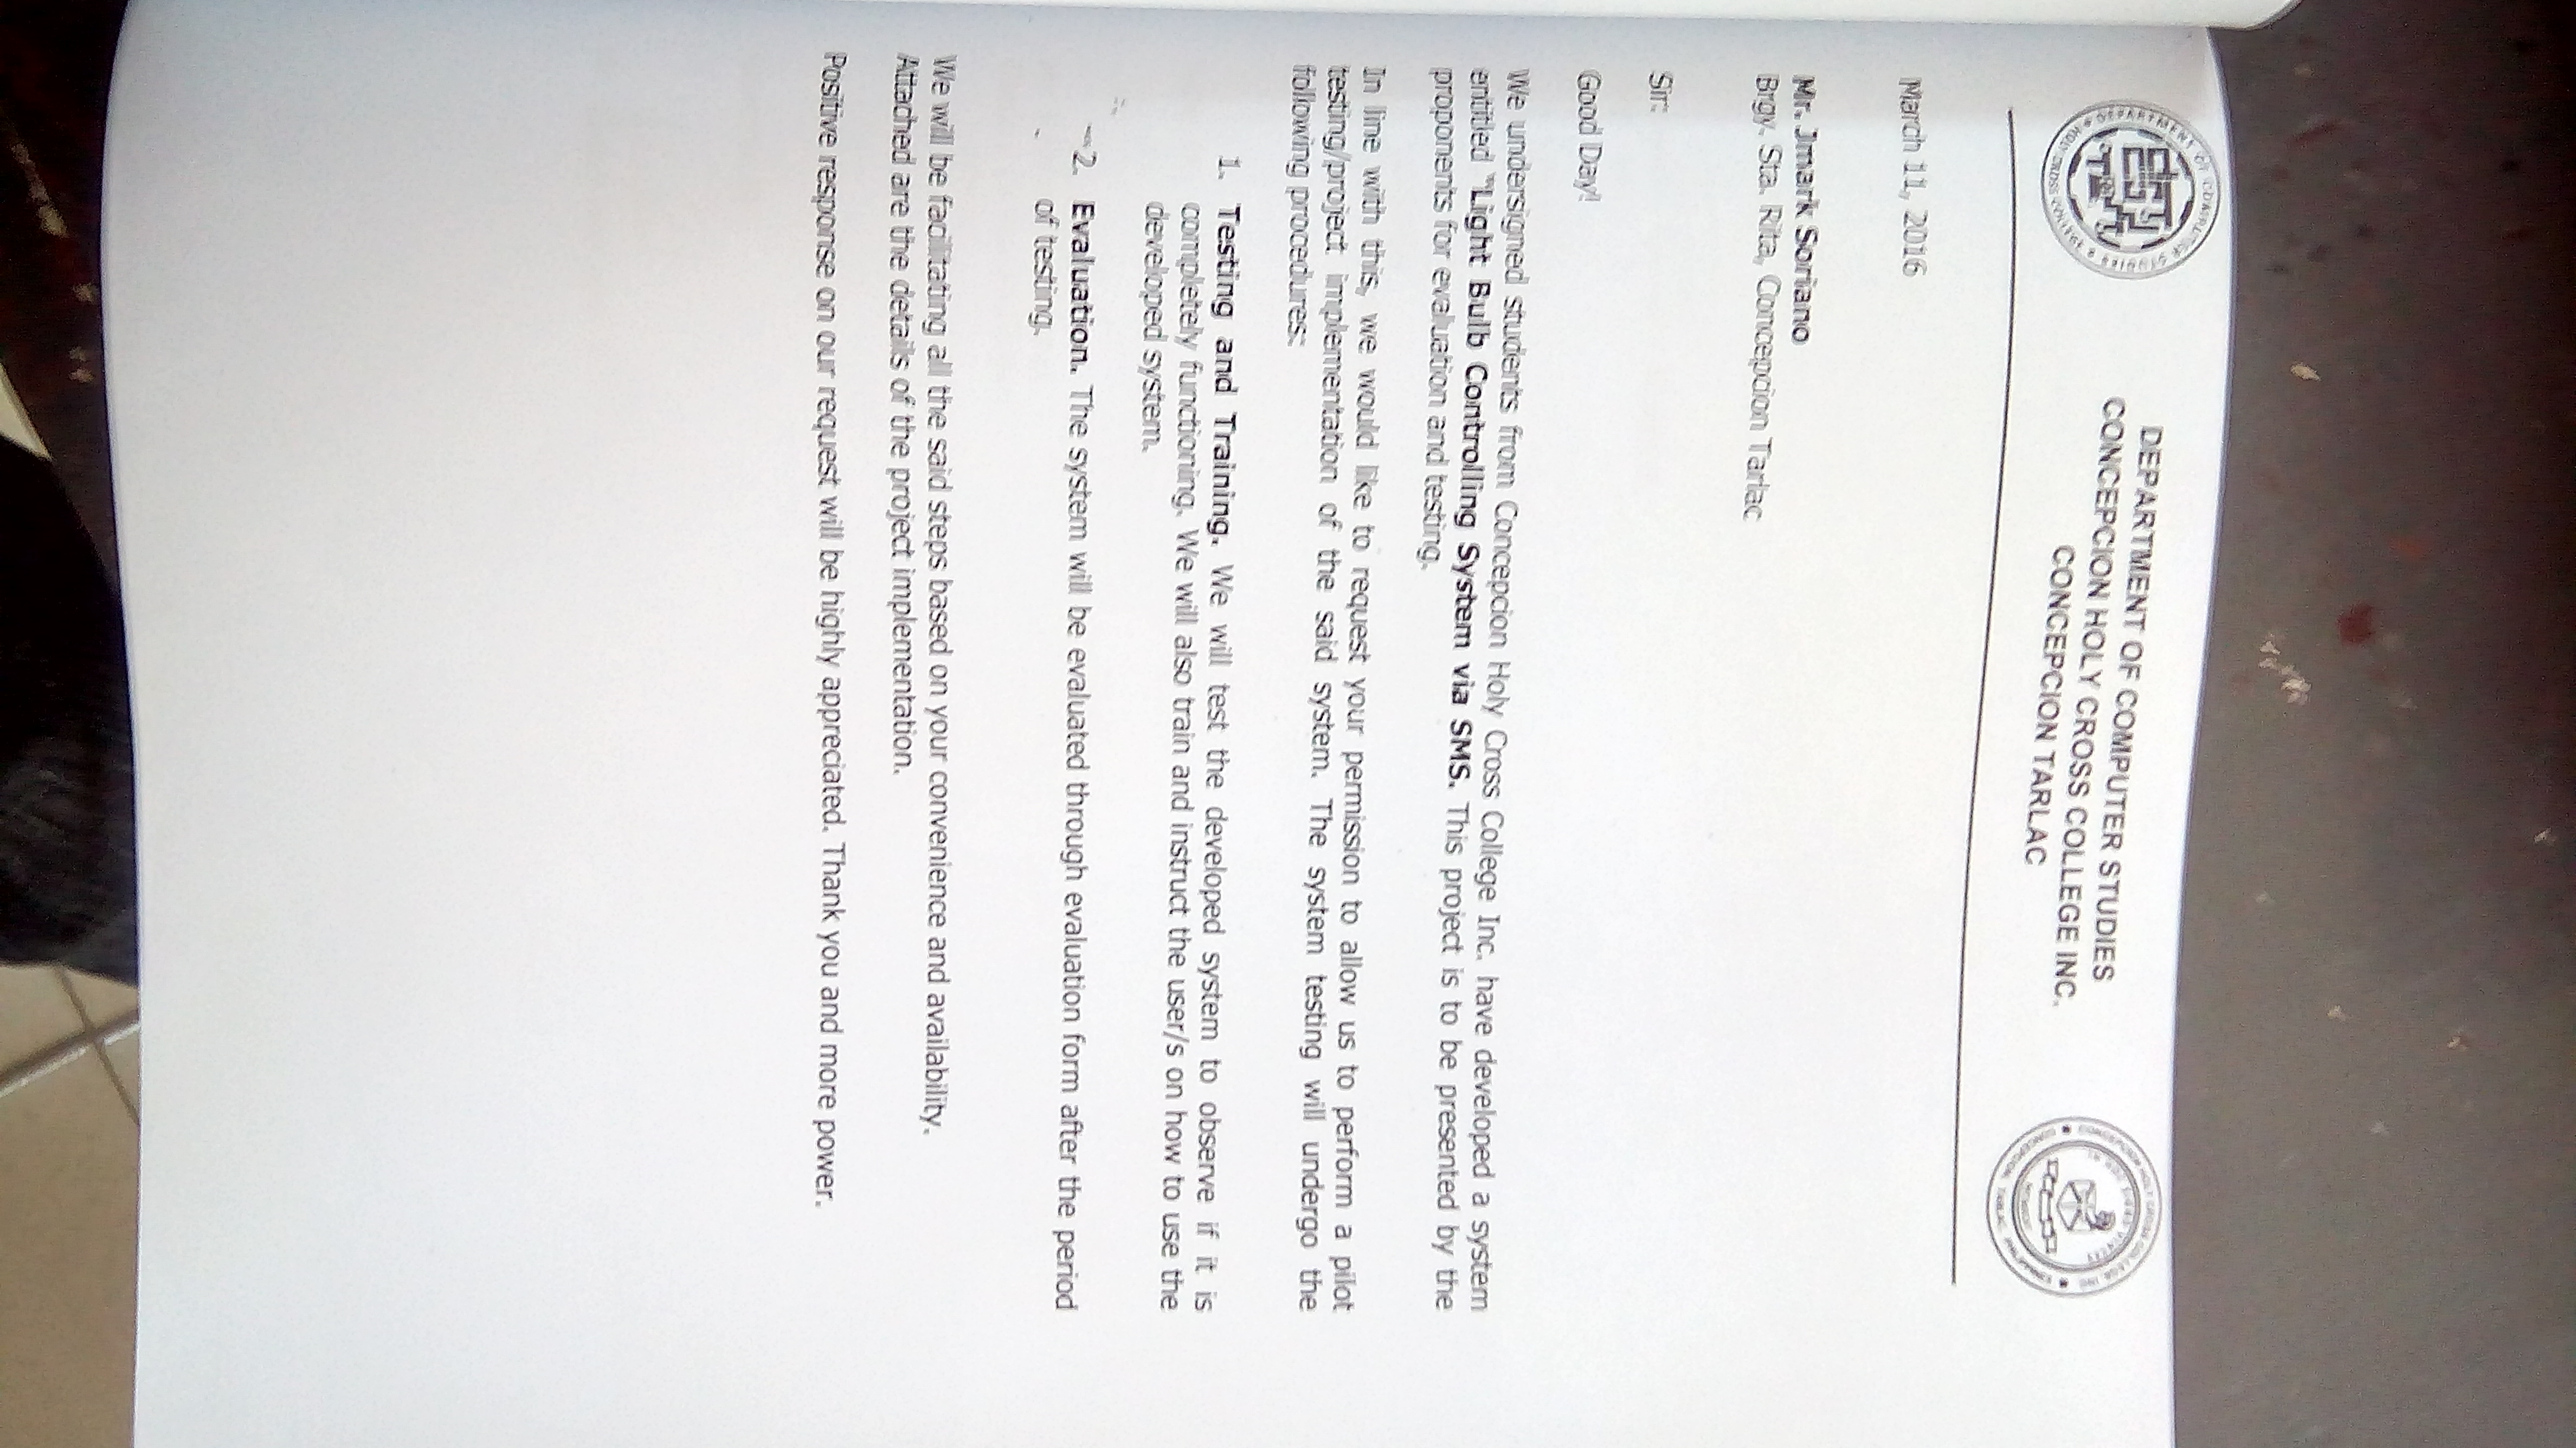 DEPARTMENT OF COMPUTER STUDIES
CONCEPCION HOLY CROSS COLLEGE INC.
CONCEPCION TARLAC
March 11, 2016
Mr. Jmark Soriano
Brgy. Sta. Rita, Concepcion Tarlac
Sir:
Good Day!
We undersigned students from Concepcion Holy Cross College Inc. have developed a system
entitled "Light Bulb Controlling System via SMS. This project is to be presented by the
proponents for evaluation and testing.
In line with this, we would like to request your permission to allow us to perform a pilot
testing/project implementation of the said system. The system testing will undergo the
following procedures:
1. Testing and Training. We will test the developed system to observe if it is
completely functioning. We will also train and instruct the user/s on how to use the
developed system.
2. Evaluation. The system will be evaluated through evaluation form after the period
of testing.
We will be facilitating all the said steps based on your convenience and availability.
Attached are the details of the project implementation.
Positive response on our request will be highly appreciated. Thank you and more power.